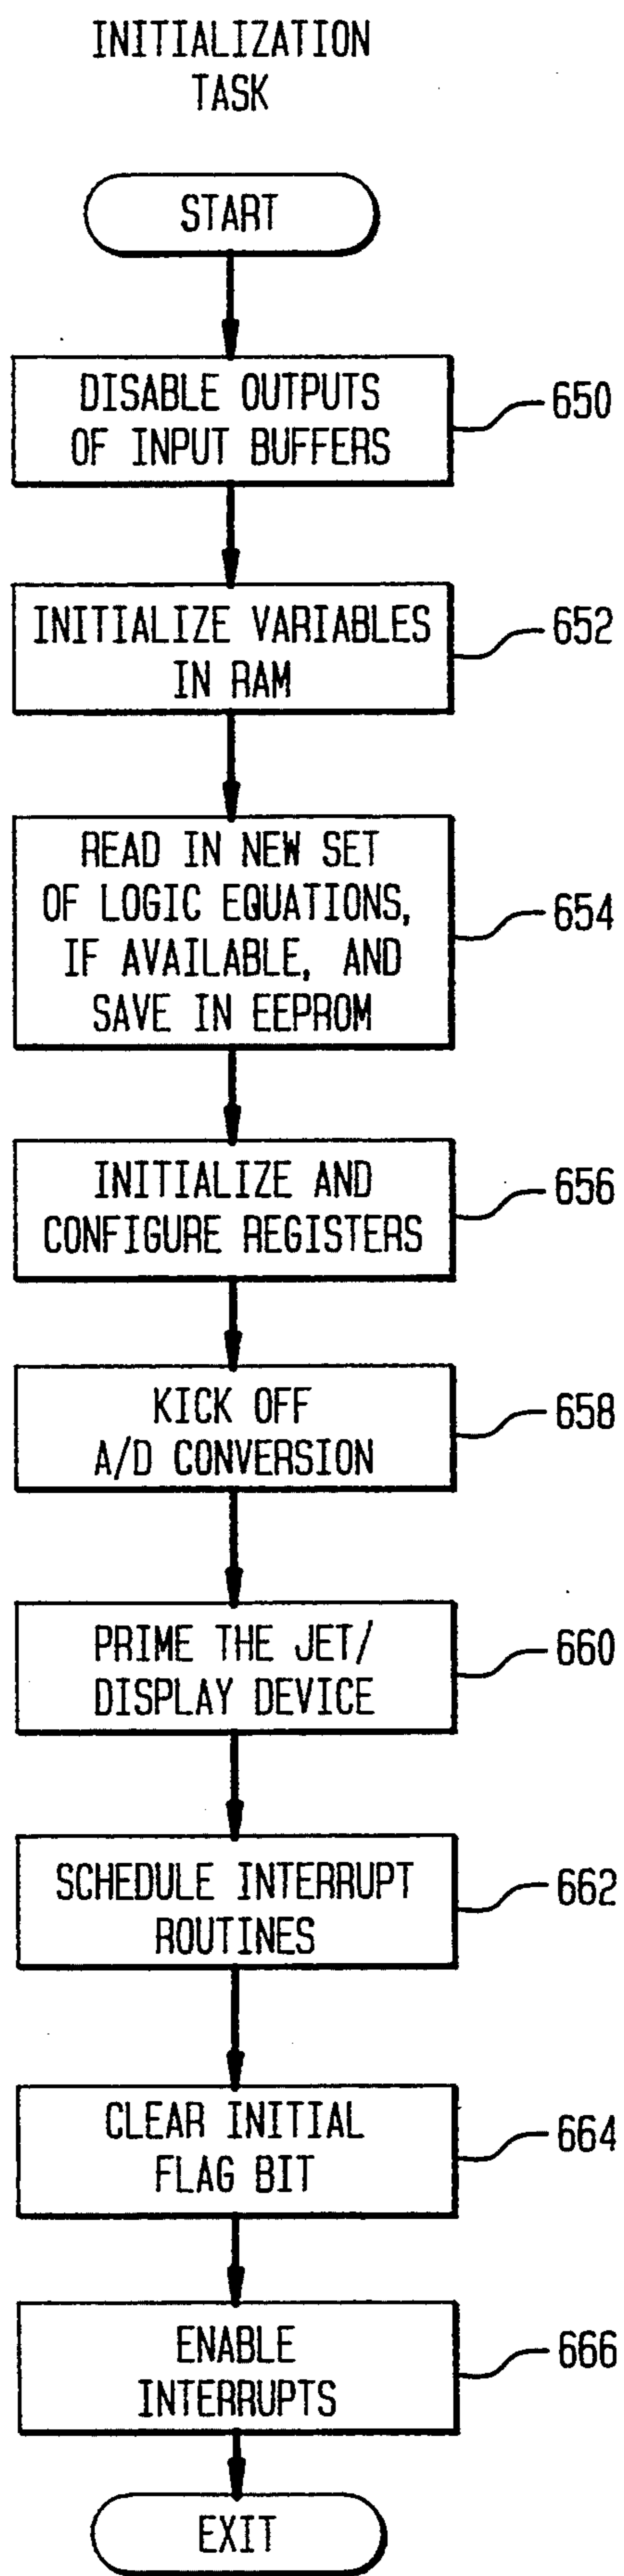 INITIALIZATION
TASK
START
DISABLE OUTPUTS
OF INPUT BUFFERS
650
INITIALIZE VARIABLES
IN RAM
652
READ IN NEW SET
OF LOGIC EQUATIONS,
IF AVAILABLE, AND
SAVE IN EEPROM
654
INITIALIZE AND
CONFIGURE REGISTERS
656
KICK OFF
A/D CONVERSION
658
PRIME THE JET/
DISPLAY DEVICE
660
SCHEDULE INTERRUPT
ROUTINES
662
CLEAR INITIAL
FLAG BIT
664
ENABLE
INTERRUPTS
666
EXIT